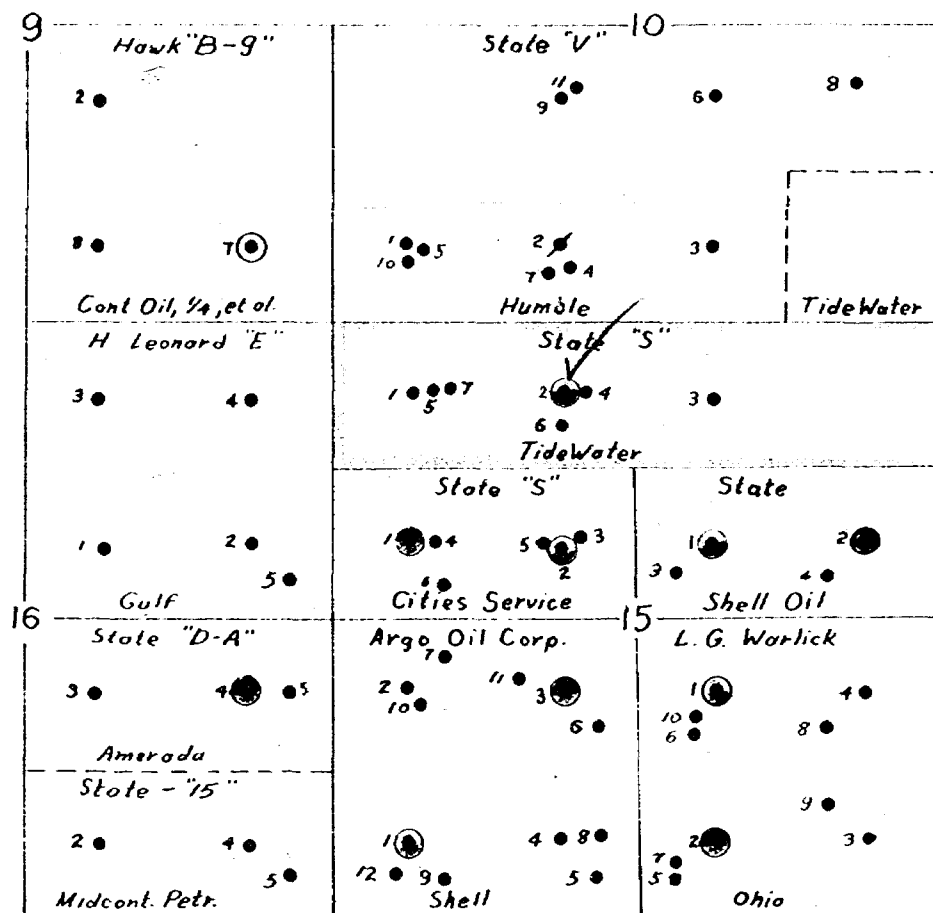 9 10
Hawk "B-9" State "V"
2 11 9 6 8
8 7 1 5 10 2 7 4 3
Cont Oil, 1/4, et al. Humble TideWater
H Leonard "E" State "S"
3 4 1 5 7 2 4 6 3
TideWater
State "S" State
1 2 5 1 4 6 5 3 2 1 3 2 4
Gulf Cities Service Shell Oil
16 15
State "D-A" Argo Oil Corp. L.G. Warlick
3 4 5 7 2 10 11 3 6 1 10 6 4 8
Amerada
State - "15"
9
2 4 5 1 12 9 4 8 5 2 7 5 3
Midcont. Petr. Shell Ohio